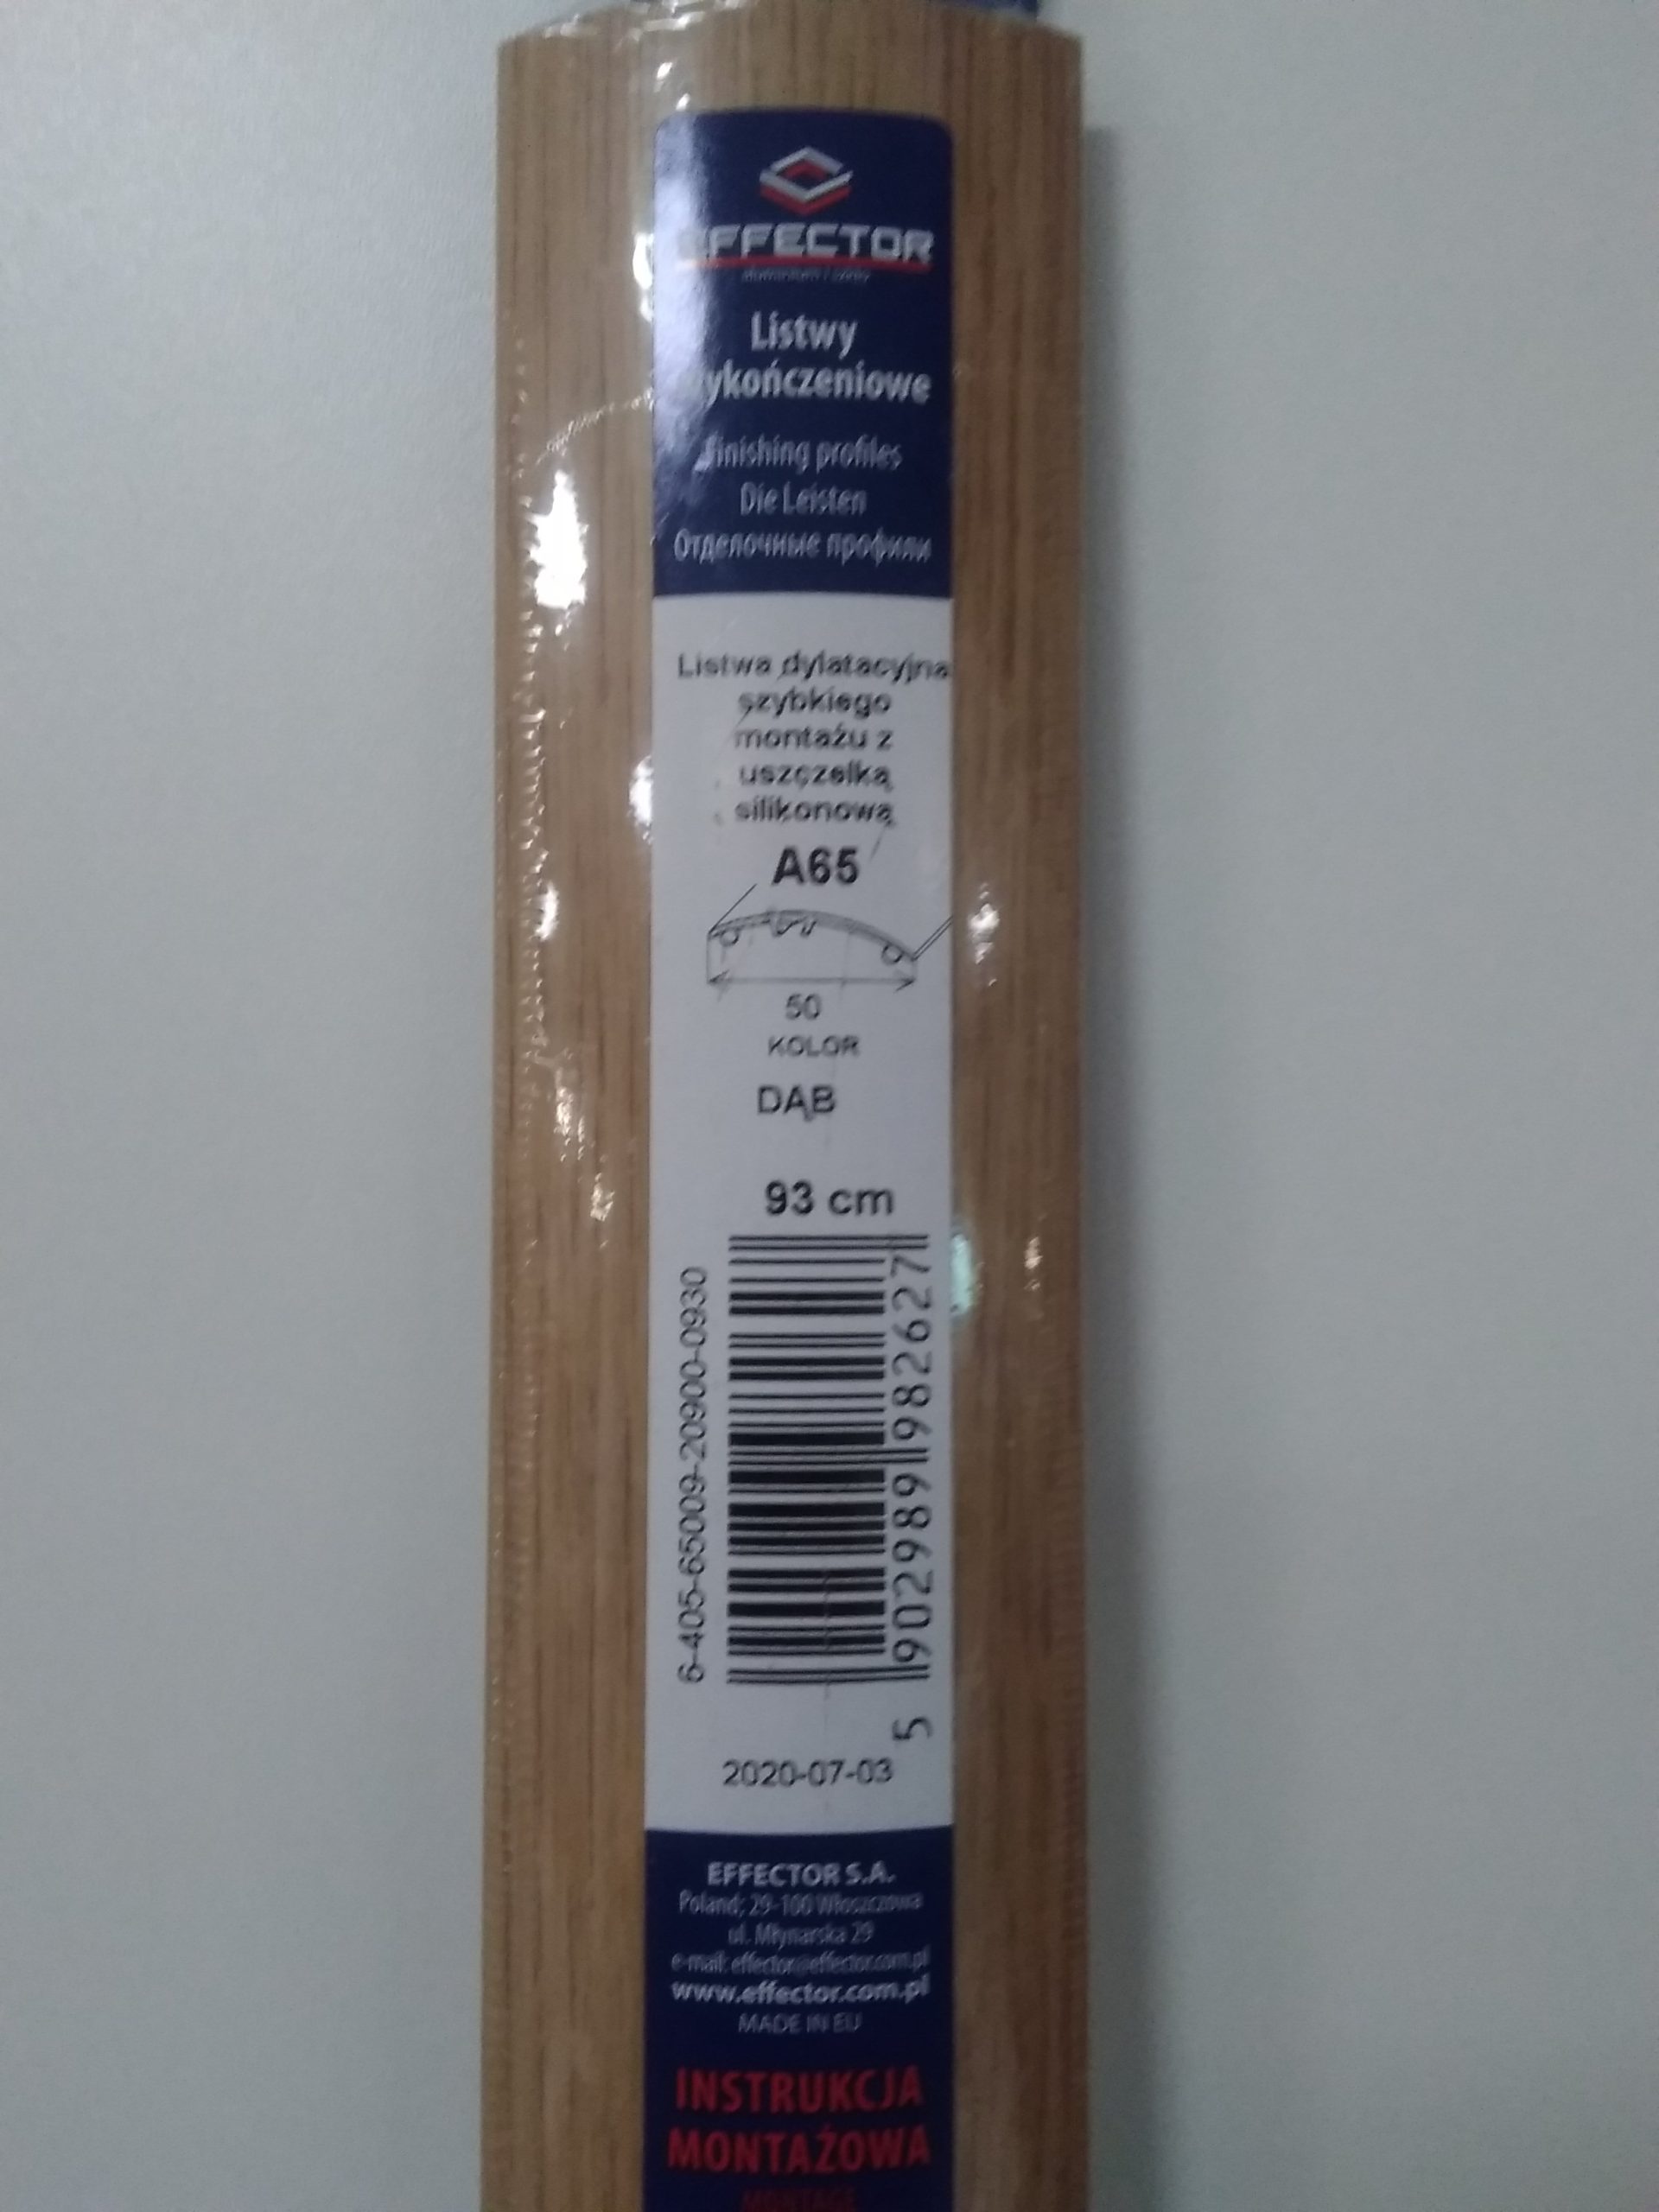 EFFECTOR
Listwy
wykończeniowe
finishing profiles
Die Leisten
Отделочные профили
Listwa dylatacyjna
szybkiego
montażu z
uszczelką
silikonową
A65
50
KOLOR
DĄB
93 cm
6-405-65009-20900-0930
5 902989 982627
2020-07-03
EFFECTOR S.A.
Poland; 29-100 Włoszczowa
ul. Młynarska 29
e-mail: effector@effector.com.pl
www.effector.com.pl
MADE IN EU
INSTRUKCJA
MONTAŻOWA
MONTAGE